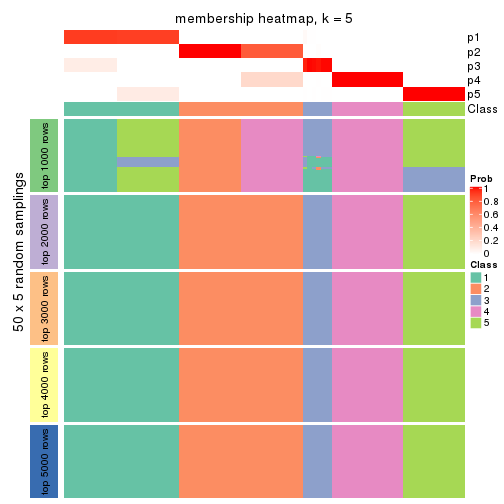 membership heatmap, k = 5
p1
p2
p3
p4
p5
Class
50 x 5 random samplings
top 1000 rows
top 2000 rows
top 3000 rows
top 4000 rows
top 5000 rows
Prob
1
0.8
0.6
0.4
0.2
0
Class
1
2
3
4
5